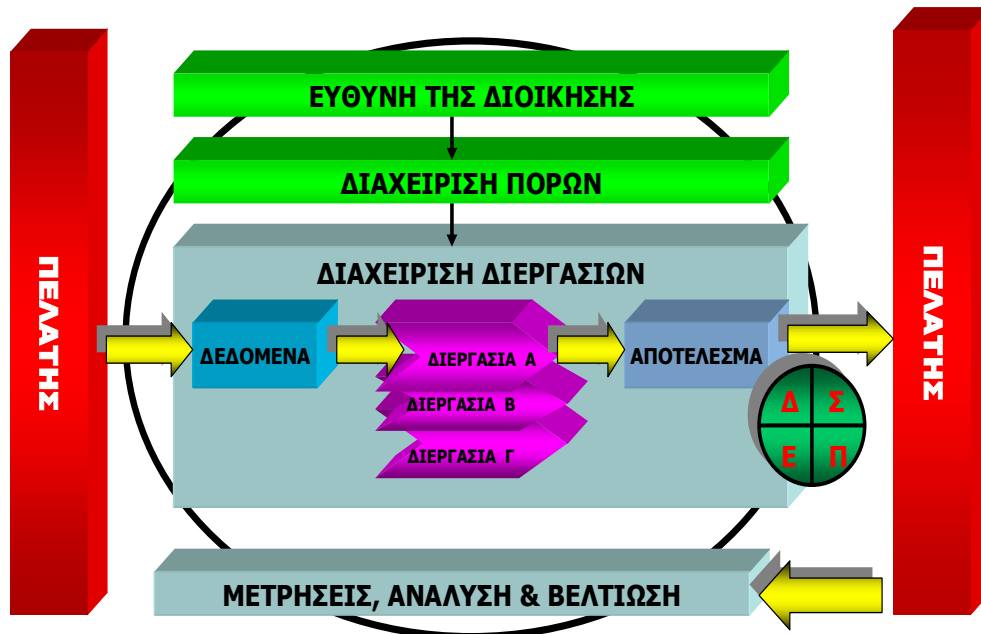 ΕΥΘΥΝΗ ΤΗΣ ΔΙΟΙΚΗΣΗΣ
ΔΙΑΧΕΙΡΙΣΗ ΠΟΡΩΝ
ΠΕΛΑΤΗΣ
ΔΙΑΧΕΙΡΙΣΗ ΔΙΕΡΓΑΣΙΩΝ
ΔΕΔΟΜΕΝΑ
ΔΙΕΡΓΑΣΙΑ Α
ΔΙΕΡΓΑΣΙΑ Β
ΔΙΕΡΓΑΣΙΑ Γ
ΑΠΟΤΕΛΕΣΜΑ
ΠΕΛΑΤΗΣ
Δ Σ
Ε Π
ΜΕΤΡΗΣΕΙΣ, ΑΝΑΛΥΣΗ & ΒΕΛΤΙΩΣΗ